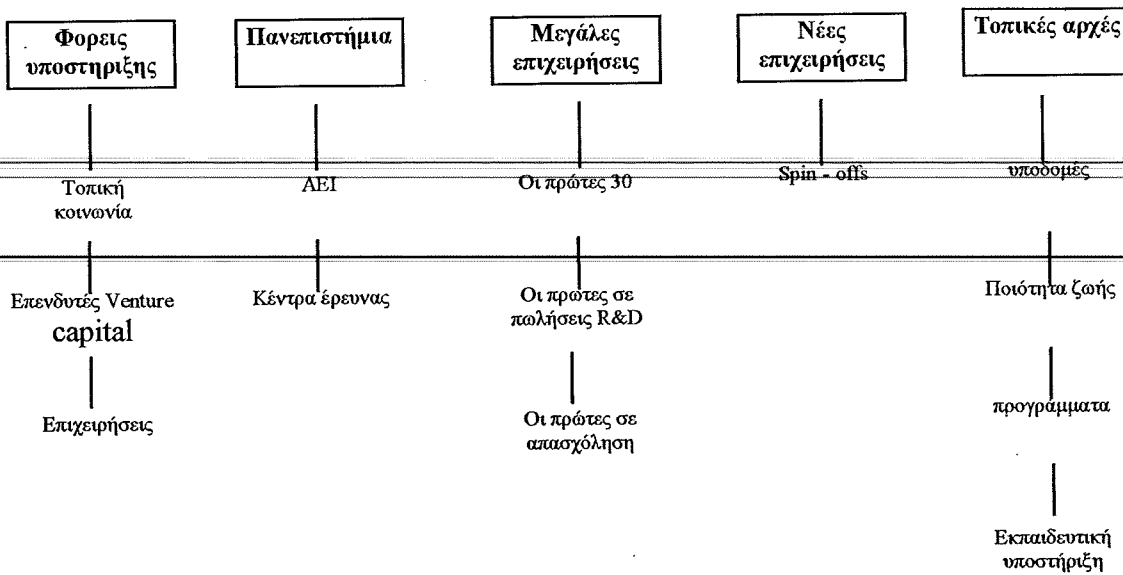 Φορεις
υποστηριξης
Πανεπιστήμια
Μεγάλες
επιχειρήσεις
Νέες
επιχειρήσεις
Τοπικές αρχές
Τοπική
κοινωνία
ΑΕΙ
Οι πρώτες 30
Spin - offs
υποδομές
Επενδυτές Venture
capital
Κέντρα έρευνας
Οι πρώτες σε
πωλήσεις R&D
Ποιότητα ζωής
Επιχειρήσεις
Οι πρώτες σε
απασχόληση
προγράμματα
Εκπαιδευτική
υποστήριξη